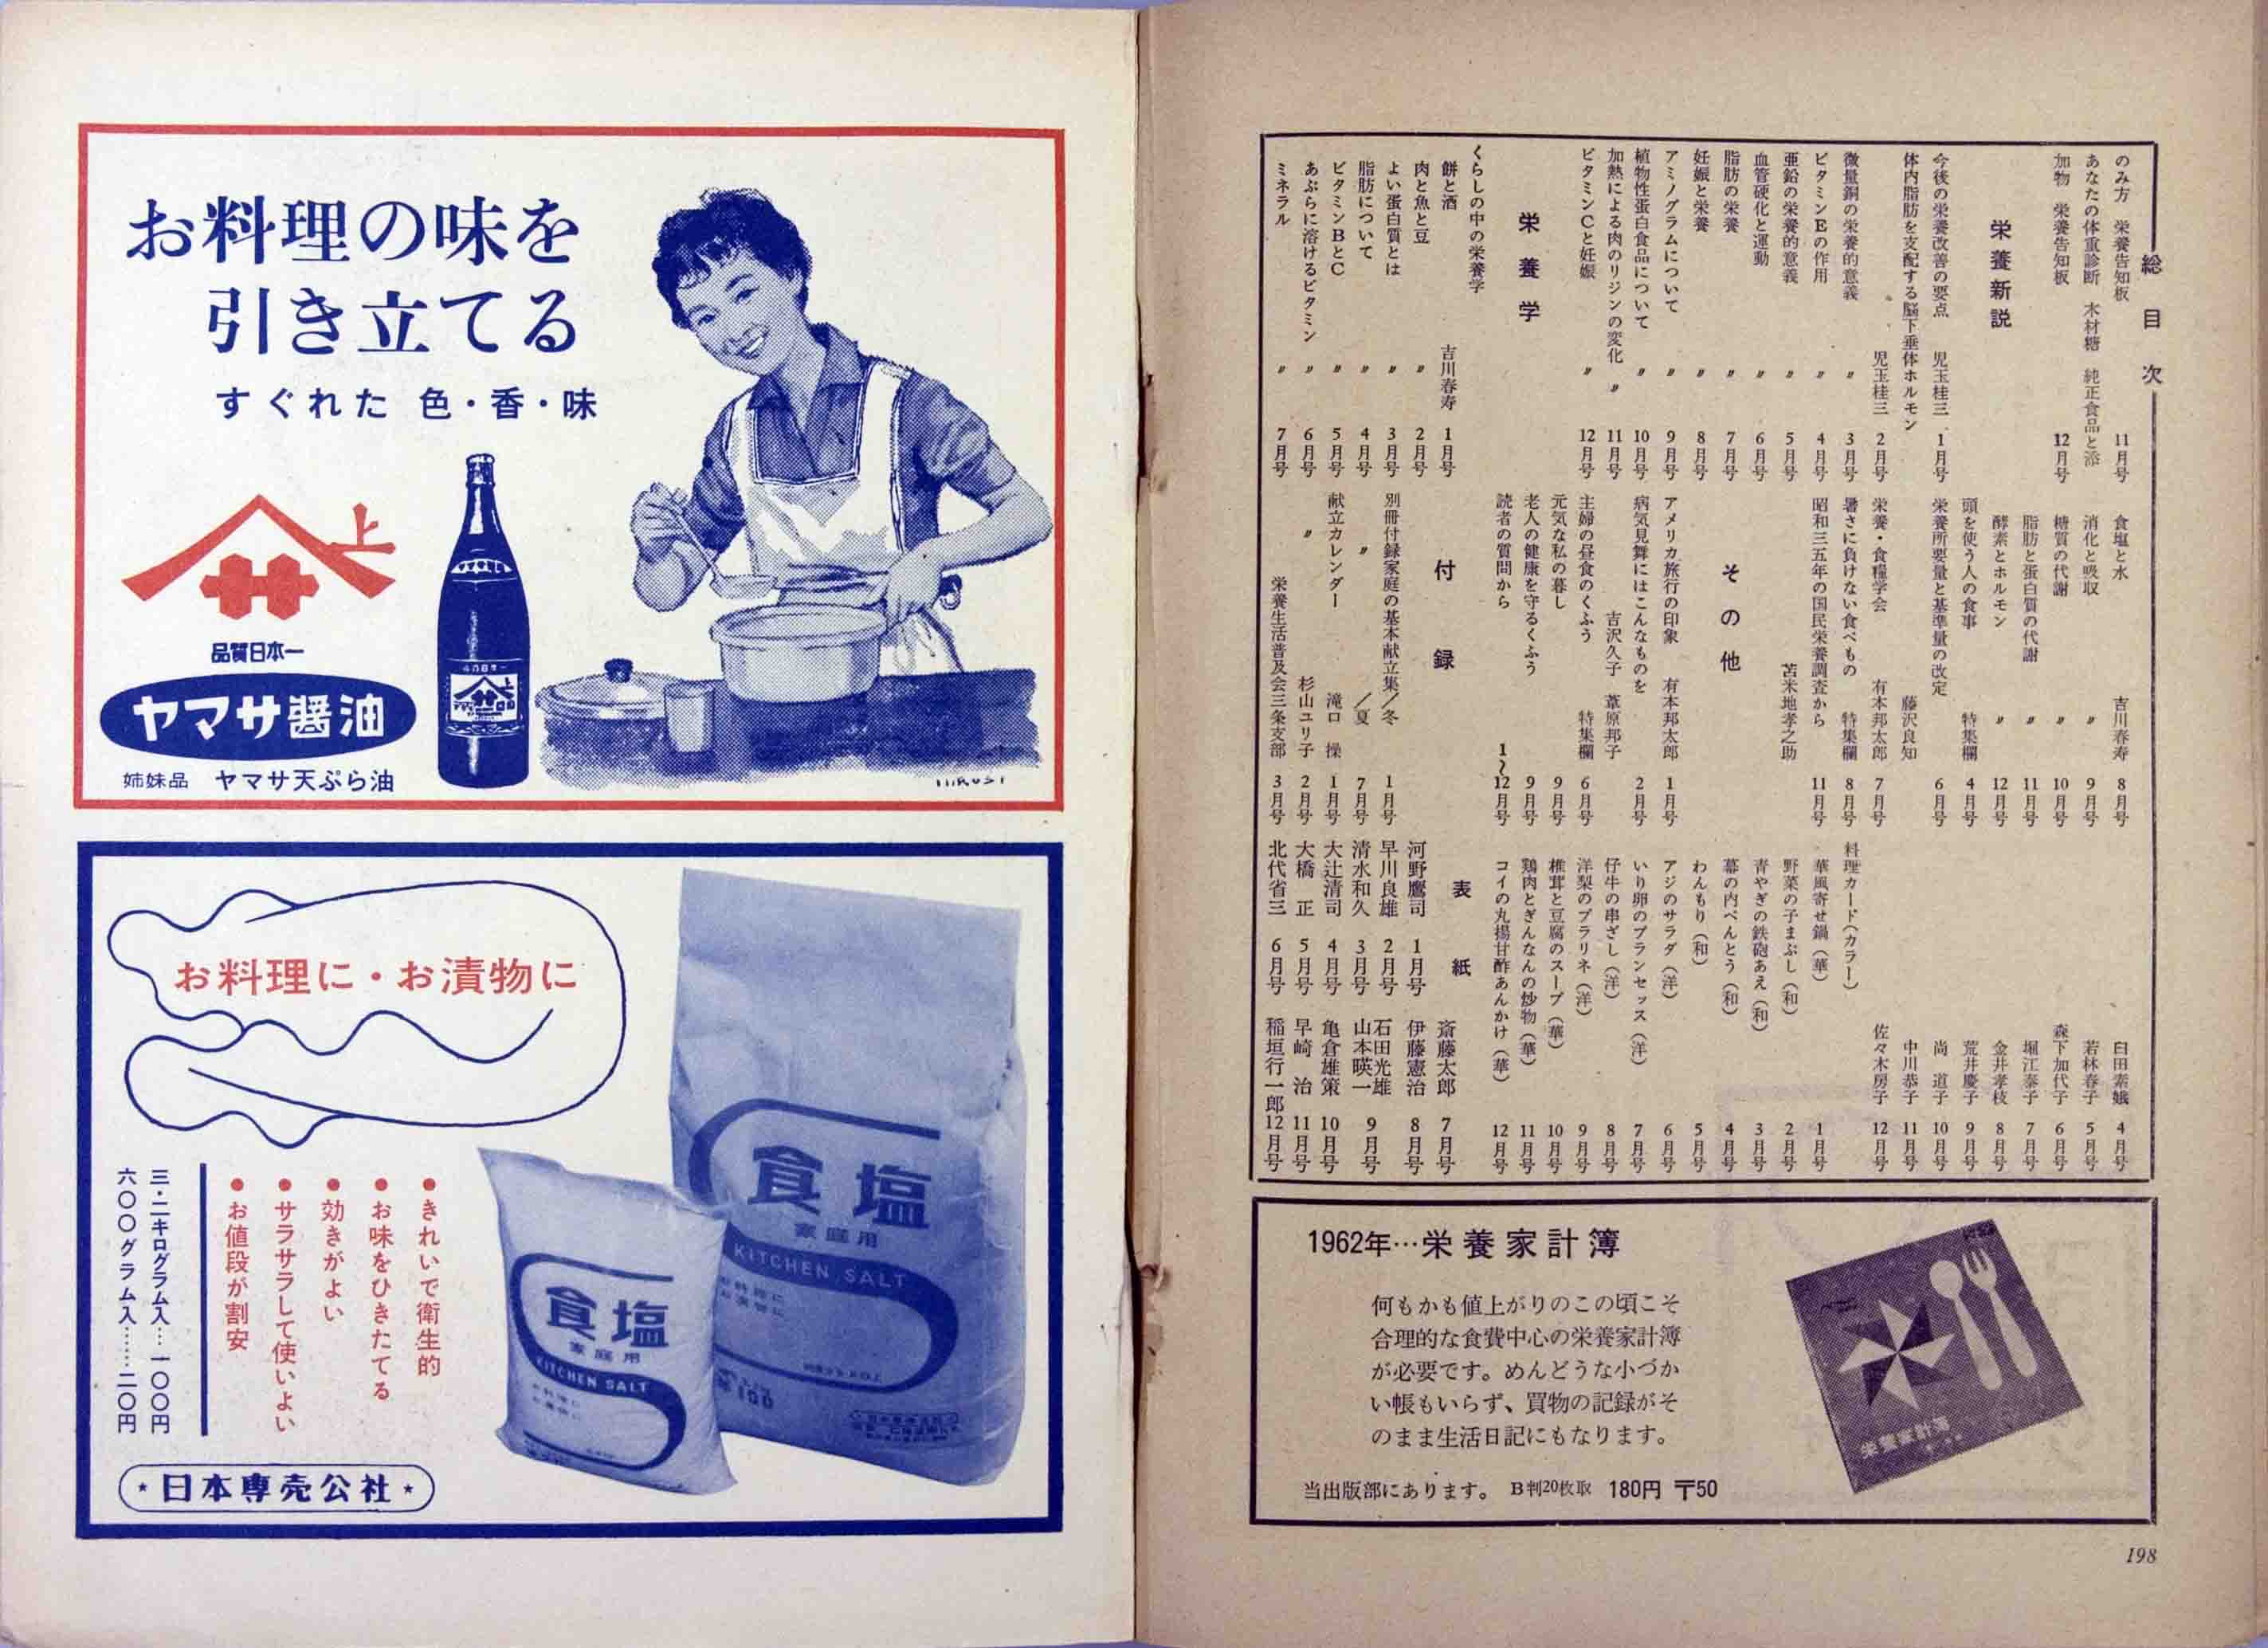 総目次
のみ方 栄養告知板 11月号
あなたの体重診断 木材糖 純正食品と添
加物 栄養告知板 12月号
栄養新説
今後の栄養改善の要点 児玉桂三 1月号
体内脂肪を支配する脳下垂体ホルモン
児玉桂三 2月号
微量銅の栄養的意義 〃 3月号
ビタミンEの作用 〃 4月号
亜鉛の栄養的意義 〃 5月号
血管硬化と運動 〃 6月号
脂肪の栄養 〃 7月号
妊娠と栄養 〃 8月号
アミノグラムについて 〃 9月号
植物性蛋白食品について 〃 10月号
加熱による肉のリジンの変化 〃 11月号
ビタミンCと妊娠 〃 12月号
栄養学
くらしの中の栄養学
餅と酒 吉川春寿 1月号
肉と魚と豆 〃 2月号
よい蛋白質とは 〃 3月号
脂肪について 〃 4月号
ビタミンBとC 〃 5月号
あぶらに溶けるビタミン 〃 6月号
ミネラル 〃 7月号
食塩と水 吉川春寿 8月号
消化と吸収 〃 9月号
糖質の代謝 〃 10月号
脂肪と蛋白質の代謝 〃 11月号
酵素とホルモン 〃 12月号
頭を使う人の食事 特集欄 4月号
栄養所要量と基準量の改定 6月号
藤沢良知
栄養・食糧学会 有本邦太郎 7月号
暑さに負けない食べもの 特集欄 8月号
昭和三五年の国民栄養調査から 11月号
苫米地孝之助
その他
アメリカ旅行の印象 有本邦太郎 1月号
病気見舞にはこんなものを 2月号
吉沢久子 葦原邦子
主婦の昼食のくふう 特集欄 6月号
元気な私の暮し 9月号
老人の健康を守るくふう 9月号
読者の質問から 1〜12月号
付録
別冊付録家庭の基本献立集／冬 1月号
〃 ／夏 7月号
献立カレンダー 滝口 操 1月号
〃 杉山ユリ子 2月号
栄養生活普及会三条支部 3月号
臼田素娥 4月号
若林春子 5月号
森下加代子 6月号
堀江泰子 7月号
金井孝枝 8月号
荒井慶子 9月号
尚 道子 10月号
中川恭子 11月号
佐々木房子 12月号
料理カード（カラー）
華風寄せ鍋（華） 1月号
野菜の子まぶし（和） 2月号
青やぎの鉄砲あえ（和） 3月号
幕の内べんとう（和） 4月号
わんもり（和） 5月号
アジのサラダ（洋） 6月号
いり卵のプランセッス（洋） 7月号
仔牛の串ざし（洋） 8月号
洋梨のプラリネ（洋） 9月号
椎茸と豆腐のスープ（華） 10月号
鶏肉とぎんなんの炒物（華） 11月号
コイの丸揚甘酢あんかけ（華） 12月号
表紙
河野鷹司 1月号
早川良雄 2月号
清水和久 3月号
大辻清司 4月号
大橋 正 5月号
北代省三 6月号
斎藤太郎 7月号
伊藤憲治 8月号
石田光雄
山本暎一 9月号
亀倉雄策 10月号
早崎 治 11月号
稲垣行一郎 12月号
1962年…栄養家計簿
何もかも値上がりのこの頃こそ
合理的な食費中心の栄養家計簿
が必要です。めんどうな小づか
い帳もいらず、買物の記録がそ
のまま生活日記にもなります。
当出版部にあります。 B判20枚取 180円 〒50
栄養家計簿
198
お料理の味を
引き立てる
すぐれた 色・香・味
上
品質日本一
ヤマサ醤油
姉妹品 ヤマサ天ぷら油
HIROSI
お料理に・お漬物に
食塩
家庭用
KITCHEN SALT
食塩
家庭用
KITCHEN SALT
●きれいで衛生的
●お味をひきたてる
●効きがよい
●サラサラして使いよい
●お値段が割安
三・二キログラム入…一〇〇円
六〇〇グラム入……二〇円
日本専売公社